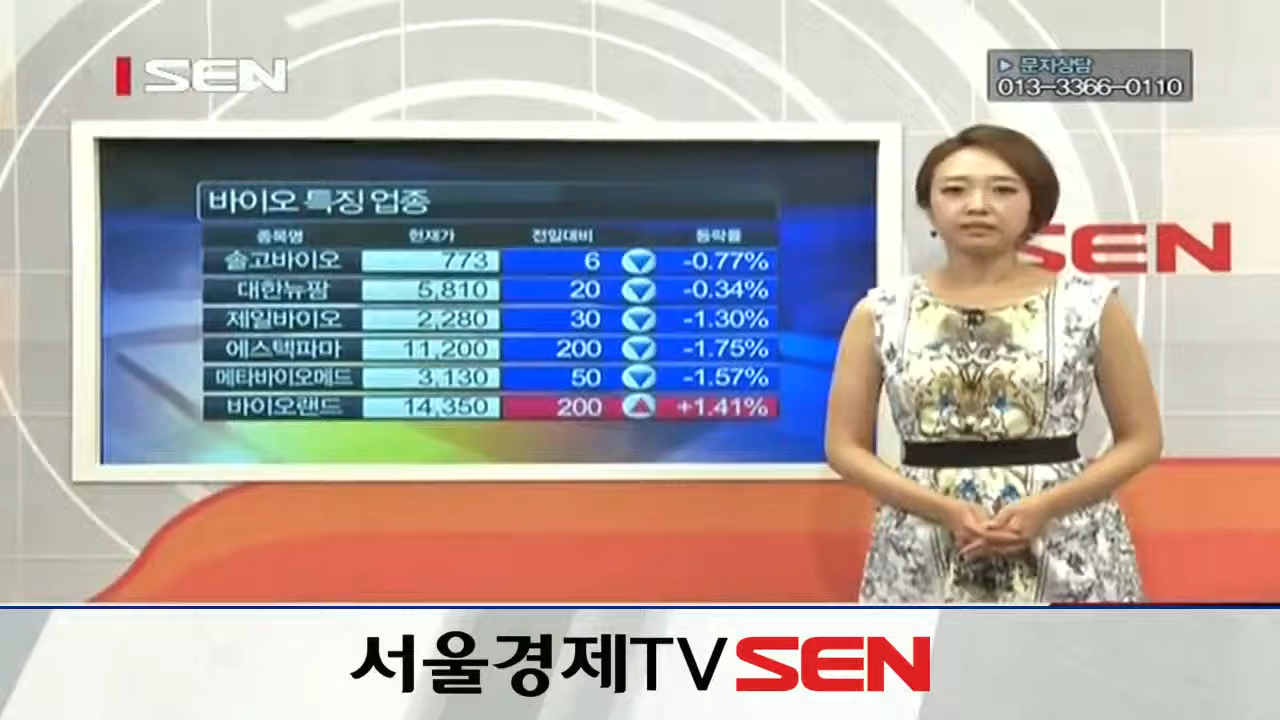 SEN
▶ 문자상담
013-3366-0110
바이오 특징 업종
종목명 현재가 전일대비 등락률
솔고바이오 773 6 ▼ -0.77%
대한뉴팜 5,810 20 ▼ -0.34%
제일바이오 2,280 30 ▼ -1.30%
에스텍파마 11,200 200 ▼ -1.75%
메타바이오메드 3,130 50 ▼ -1.57%
바이오랜드 14,350 200 ▲ +1.41%
SEN
서울경제TV SEN